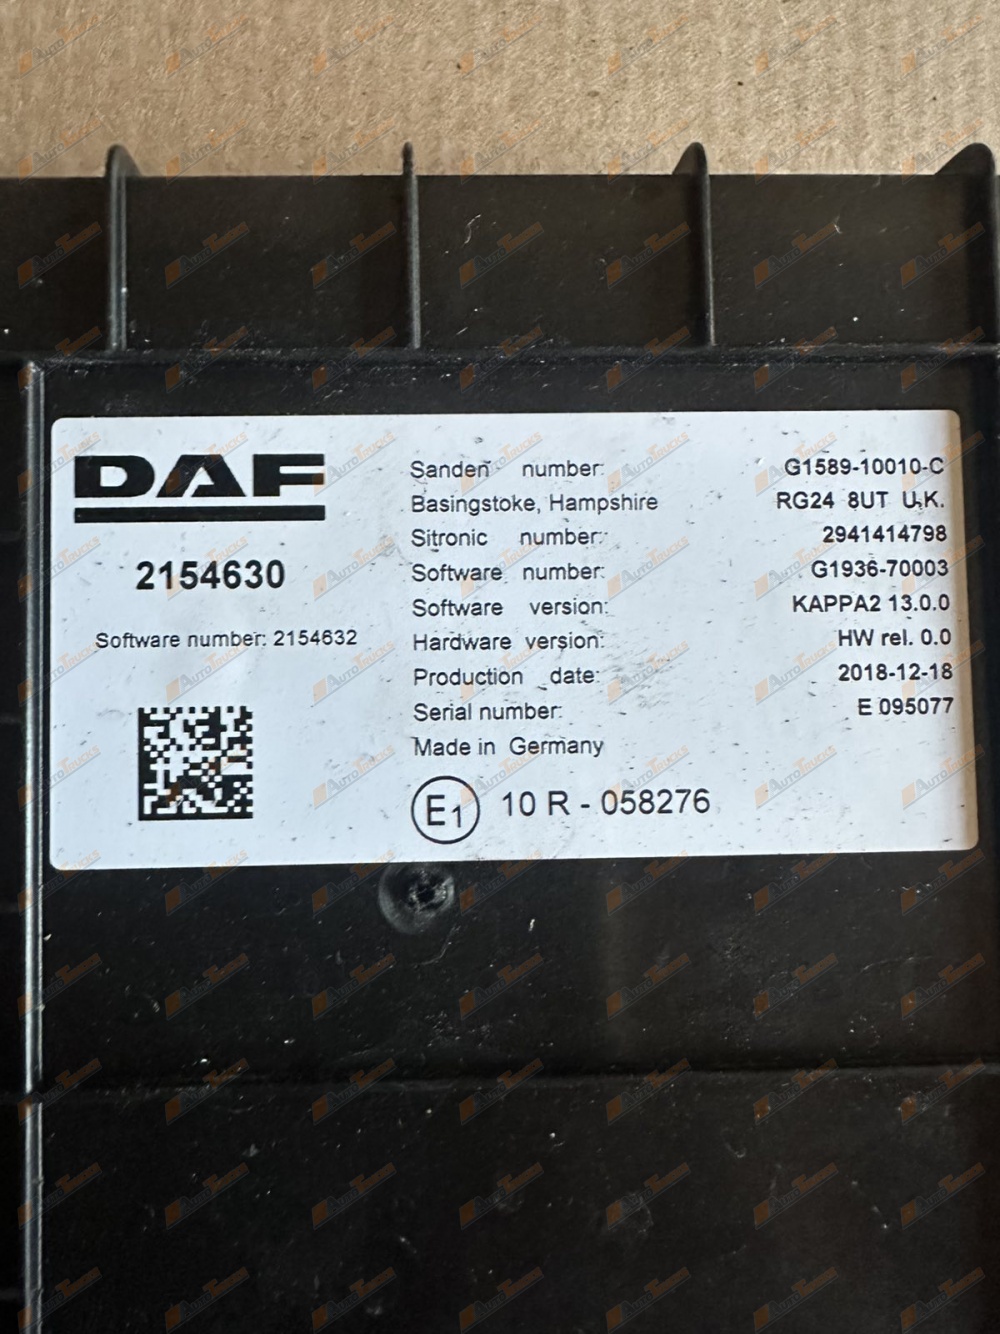 DAF
2154630
Software number: 2154632
Sanden number: G1589-10010-C
Basingstoke, Hampshire RG24 8UT U.K.
Sitronic number: 2941414798
Software number: G1936-70003
Software version: KAPPA2 13.0.0
Hardware version: HW rel. 0.0
Production date: 2018-12-18
Serial number: E 095077
Made in Germany
E1 10 R - 058276
AUTOTRUCKS